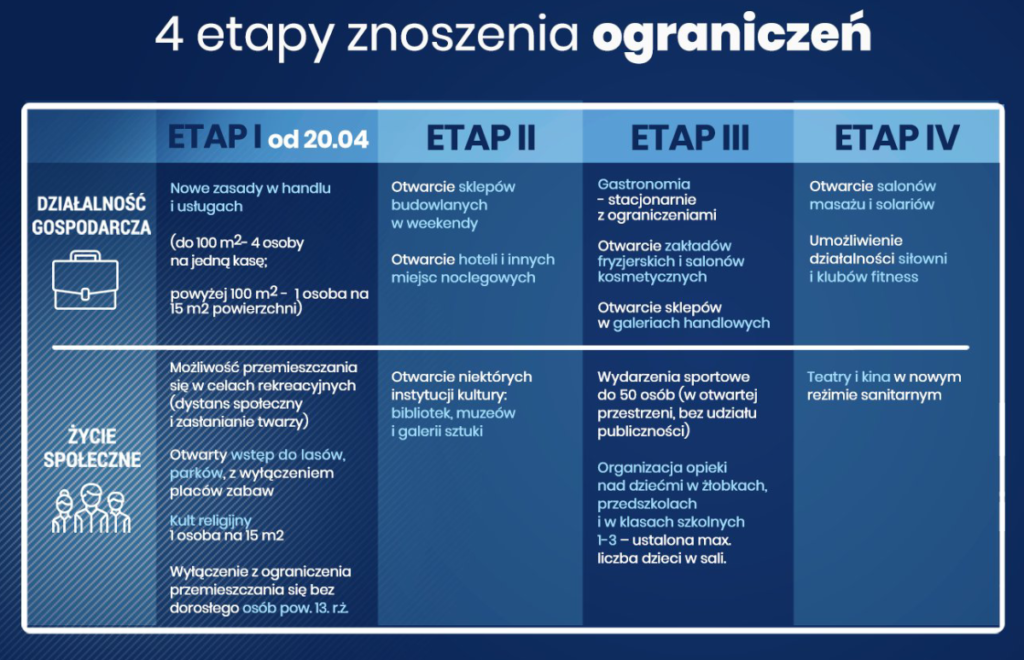 4 etapy znoszenia ograniczeń
ETAP I od 20.04
ETAP II
ETAP III
ETAP IV
DZIAŁALNOŚĆ
GOSPODARCZA
Nowe zasady w handlu
i usługach
(do 100 m2- 4 osoby
na jedną kasę;
powyżej 100 m2 - 1 osoba na
15 m2 powierzchni)
Otwarcie sklepów
budowlanych
w weekendy
Otwarcie hoteli i innych
miejsc noclegowych
Gastronomia
- stacjonarnie
z ograniczeniami
Otwarcie zakładów
fryzjerskich i salonów
kosmetycznych
Otwarcie sklepów
w galeriach handlowych
Otwarcie salonów
masażu i solariów
Umożliwienie
działalności siłowni
i klubów fitness
ŻYCIE
SPOŁECZNE
Możliwość przemieszczania
się w celach rekreacyjnych
(dystans społeczny
i zasłanianie twarzy)
Otwarty wstęp do lasów,
parków, z wyłączeniem
placów zabaw
Kult religijny
1 osoba na 15 m2
Wyłączenie z ograniczenia
przemieszczania się bez
dorosłego osób pow. 13. r.ż.
Otwarcie niektórych
instytucji kultury:
bibliotek, muzeów
i galerii sztuki
Wydarzenia sportowe
do 50 osób (w otwartej
przestrzeni, bez udziału
publiczności)
Organizacja opieki
nad dziećmi w żłobkach,
przedszkolach
i w klasach szkolnych
1-3 – ustalona max.
liczba dzieci w sali.
Teatry i kina w nowym
reżimie sanitarnym